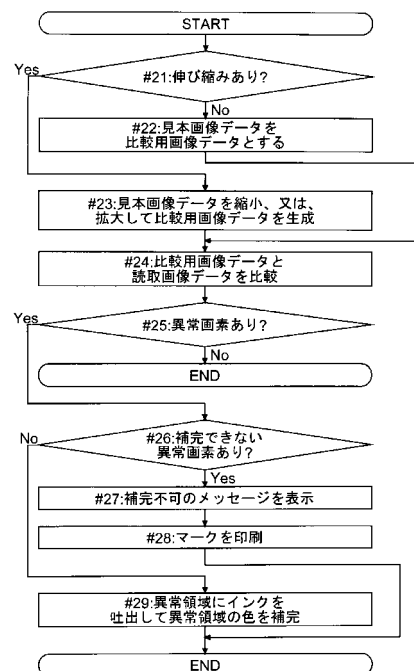 START
#21:伸び縮みあり?
Yes
No
#22:見本画像データを
比較用画像データとする
#23:見本画像データを縮小、又は、
拡大して比較用画像データを生成
#24:比較用画像データと
読取画像データを比較
Yes
#25:異常画素あり?
No
END
#26:補完できない
異常画素あり?
No
Yes
#27:補完不可のメッセージを表示
#28:マークを印刷
#29:異常領域にインクを
吐出して異常領域の色を補完
END